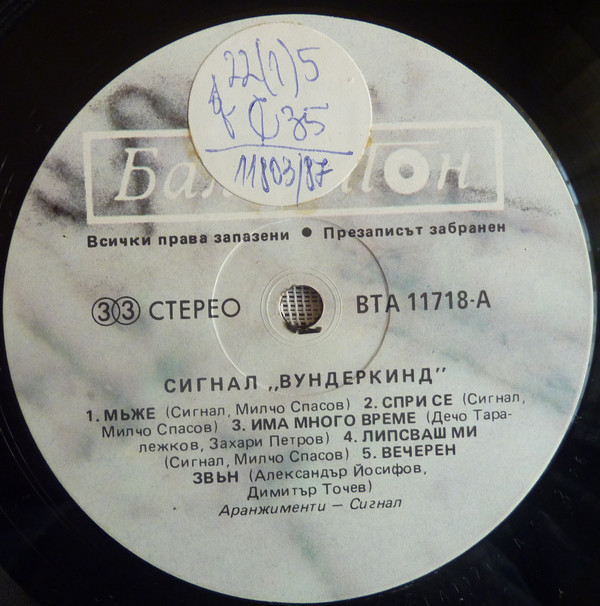 22(1)5
С 35
11803/87
Балкантон
Всички права запазени ● Презаписът забранен
33 СТЕРЕО
ВТА 11718-А
СИГНАЛ „ВУНДЕРКИНД”
1. МЪЖЕ (Сигнал, Милчо Спасов) 2. СПРИ СЕ (Сигнал,
Милчо Спасов) 3. ИМА МНОГО ВРЕМЕ (Дечо Тара-
лежков, Захари Петров) 4. ЛИПСВАШ МИ
(Сигнал, Милчо Спасов) 5. ВЕЧЕРЕН
ЗВЪН (Александър Йосифов,
Димитър Точев)
Аранжименти — Сигнал